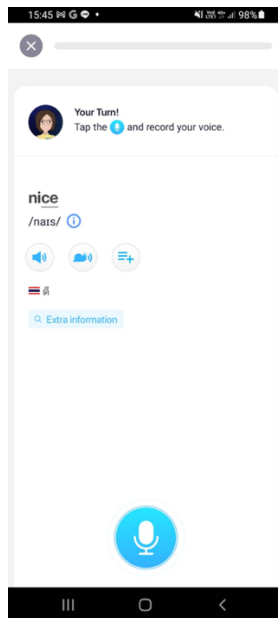 15:45 98%
Your Turn!
Tap the and record your voice.
nice
/naɪs/
ดี
Extra information